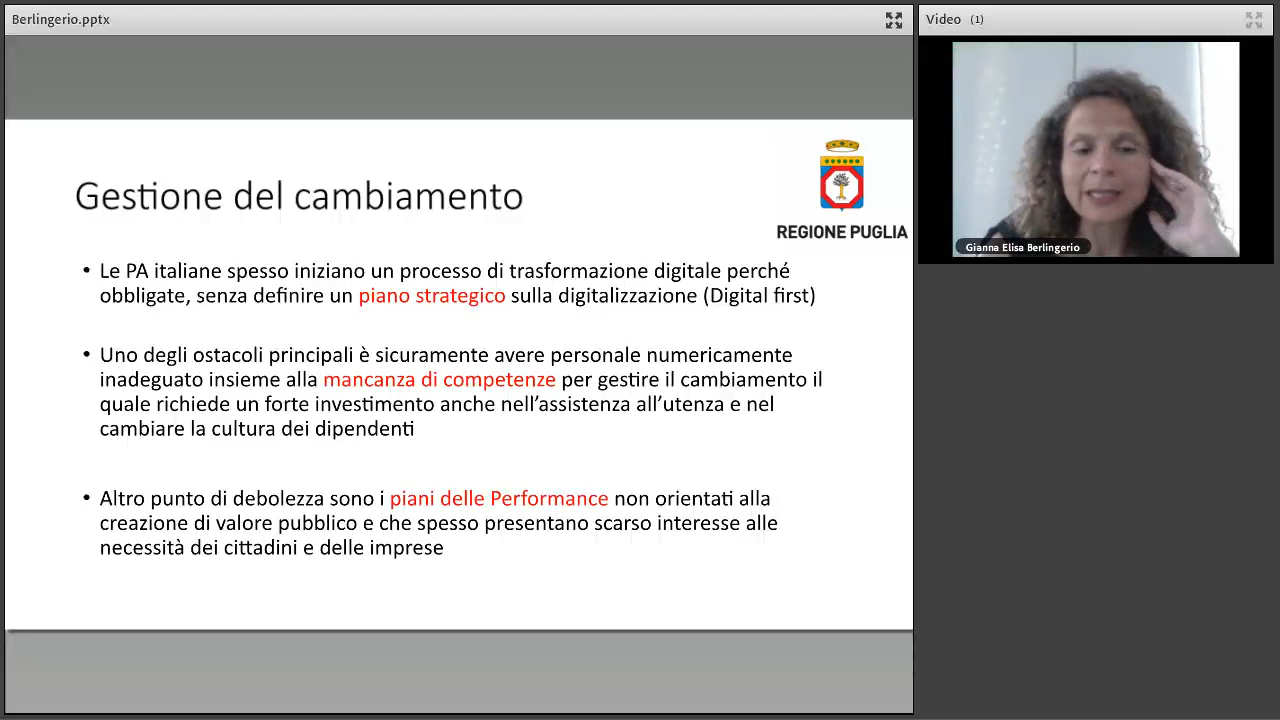 Berlingerio.pptx
Video (1)
Gestione del cambiamento
REGIONE PUGLIA
• Le PA italiane spesso iniziano un processo di trasformazione digitale perché
obbligate, senza definire un piano strategico sulla digitalizzazione (Digital first)
• Uno degli ostacoli principali è sicuramente avere personale numericamente
inadeguato insieme alla mancanza di competenze per gestire il cambiamento il
quale richiede un forte investimento anche nell’assistenza all’utenza e nel
cambiare la cultura dei dipendenti
• Altro punto di debolezza sono i piani delle Performance non orientati alla
creazione di valore pubblico e che spesso presentano scarso interesse alle
necessità dei cittadini e delle imprese
Gianna Elisa Berlingerio